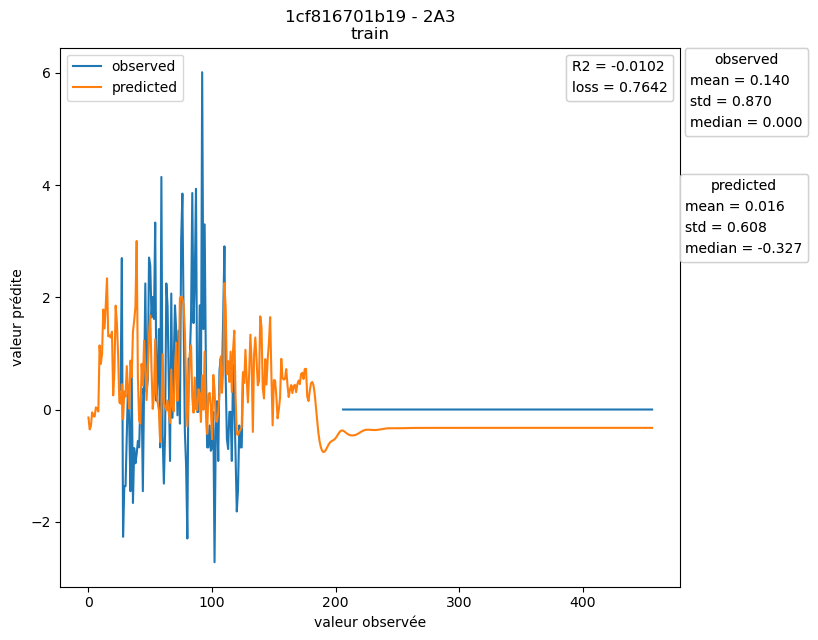 1cf816701b19 - 2A3
train
observed
predicted
R2 = -0.0102
loss = 0.7642
observed
mean = 0.140
std = 0.870
median = 0.000
predicted
mean = 0.016
std = 0.608
median = -0.327
valeur prédite
6
4
2
0
−2
0
100
200
300
400
valeur observée